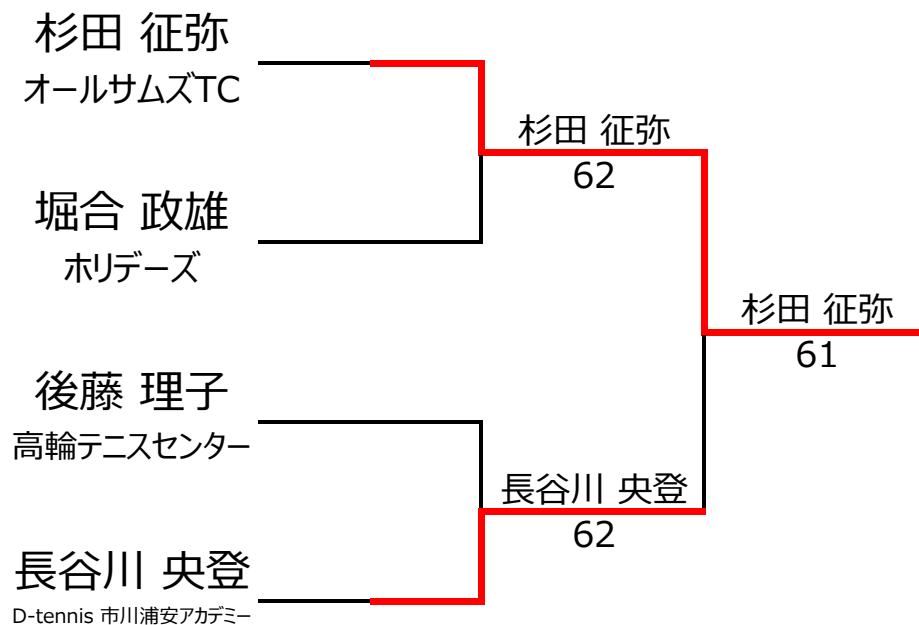 杉田 征弥
オールサムズTC
杉田 征弥
62
堀合 政雄
ホリデーズ
杉田 征弥
61
後藤 理子
高輪テニスセンター
長谷川 央登
62
長谷川 央登
D-tennis 市川浦安アカデミー